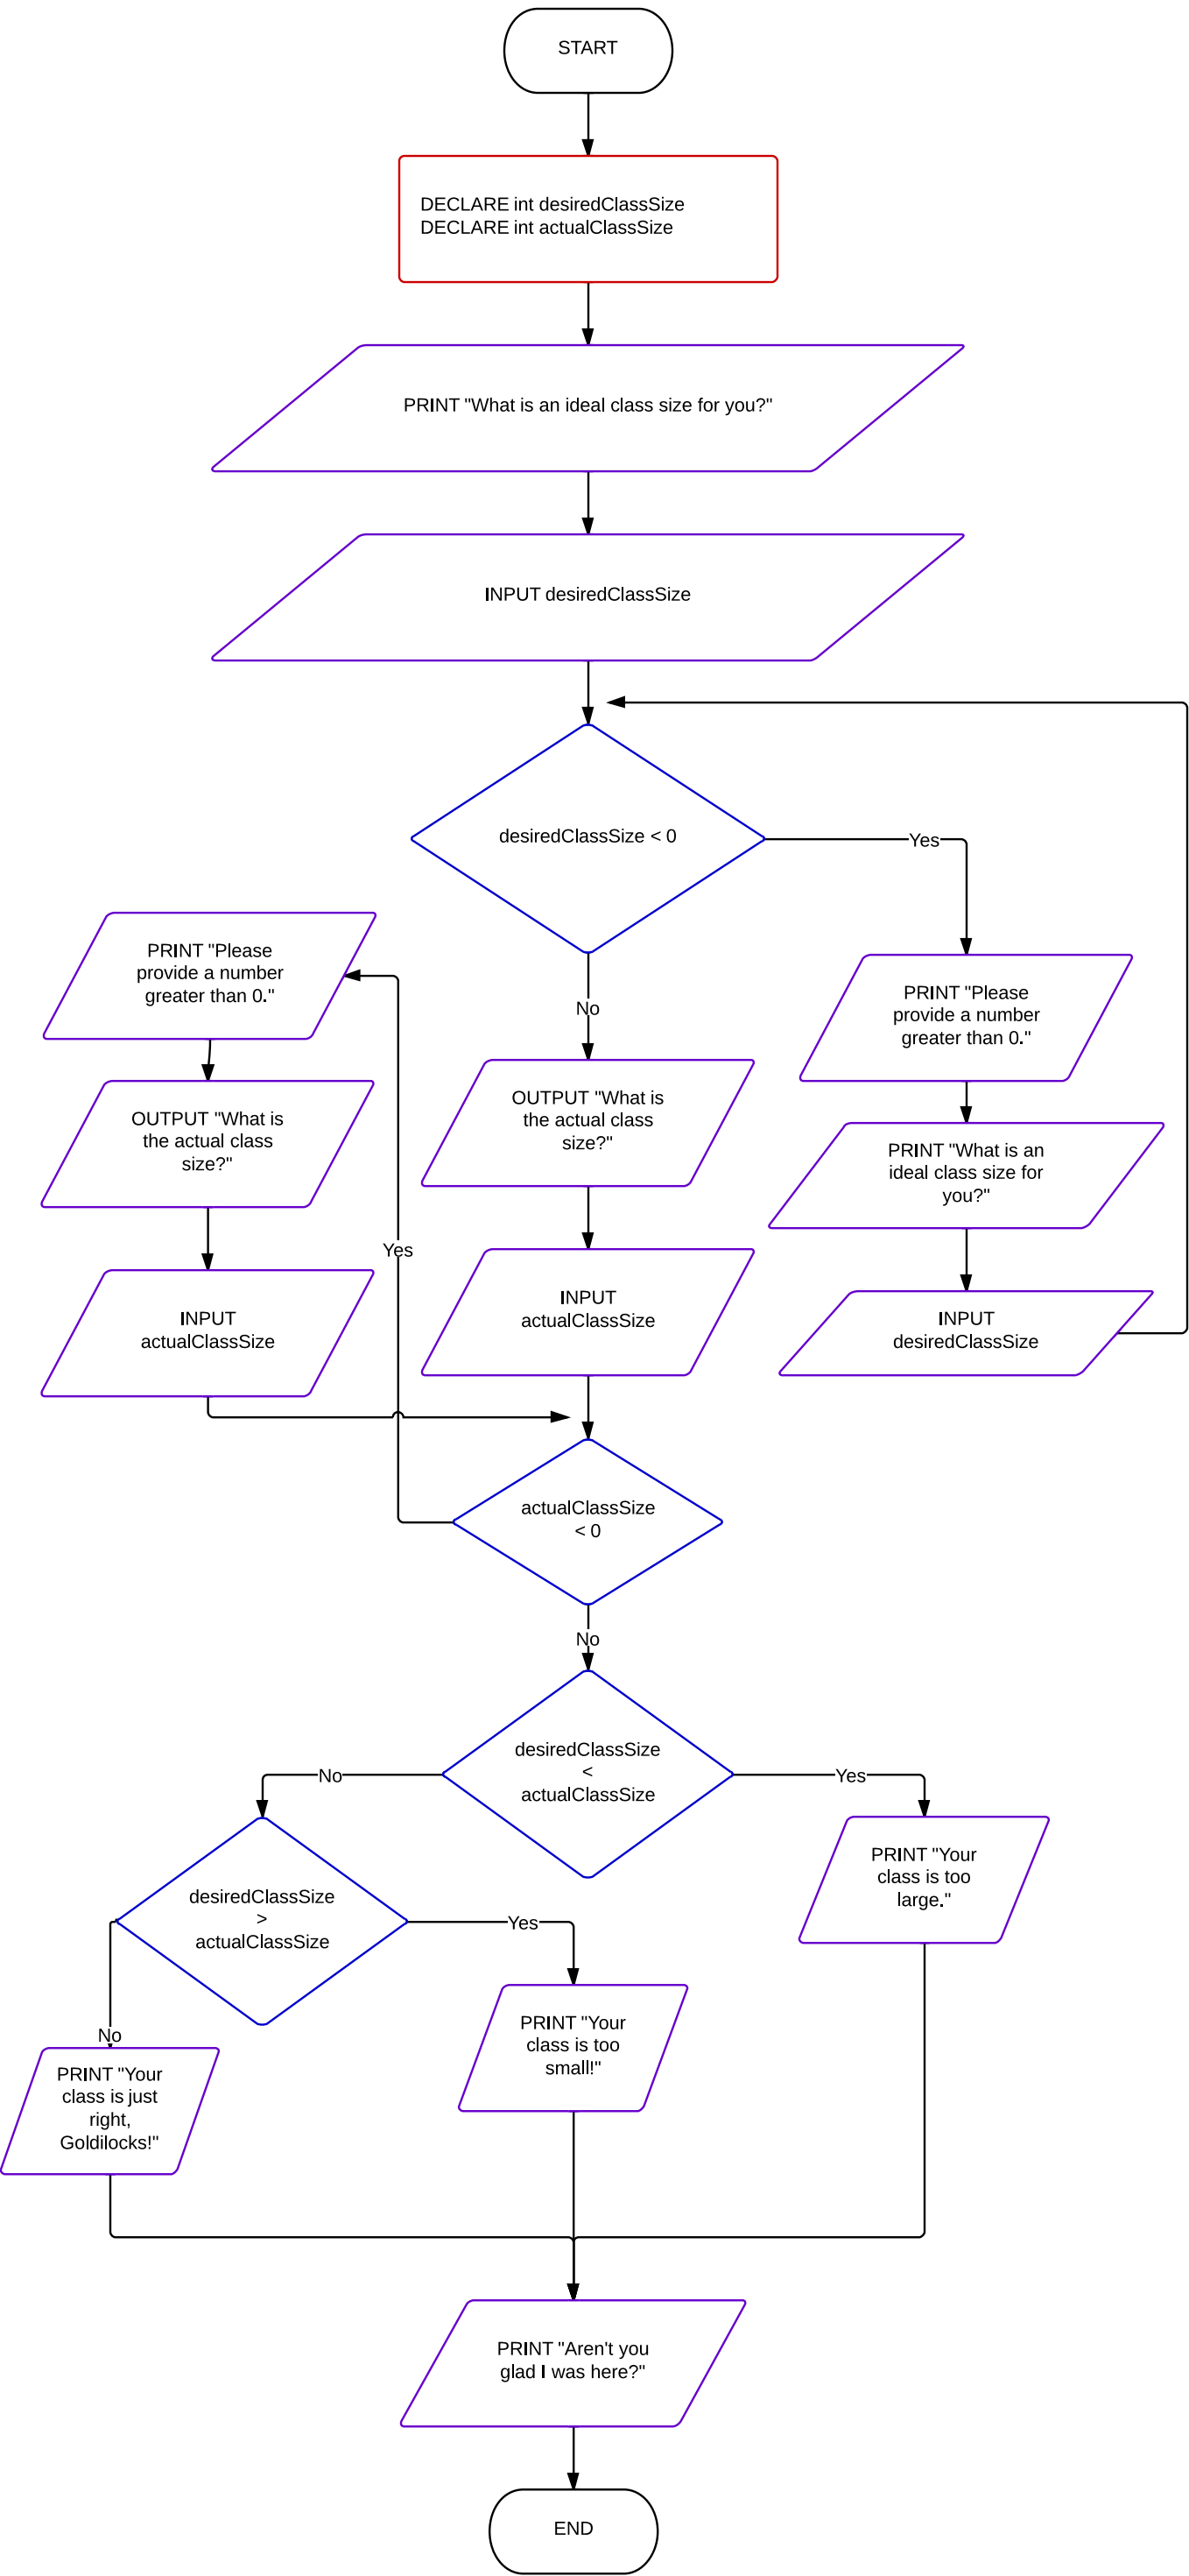 START
DECLARE int desiredClassSize
DECLARE int actualClassSize
PRINT "What is an ideal class size for you?"
INPUT desiredClassSize
desiredClassSize < 0
Yes
No
PRINT "Please
provide a number
greater than 0."
PRINT "What is an
ideal class size for
you?"
INPUT
desiredClassSize
OUTPUT "What is
the actual class
size?"
INPUT
actualClassSize
actualClassSize
< 0
Yes
PRINT "Please
provide a number
greater than 0."
OUTPUT "What is
the actual class
size?"
INPUT
actualClassSize
No
desiredClassSize
<
actualClassSize
Yes
PRINT "Your
class is too
large."
No
desiredClassSize
>
actualClassSize
Yes
PRINT "Your
class is too
small!"
No
PRINT "Your
class is just
right,
Goldilocks!"
PRINT "Aren't you
glad I was here?"
END